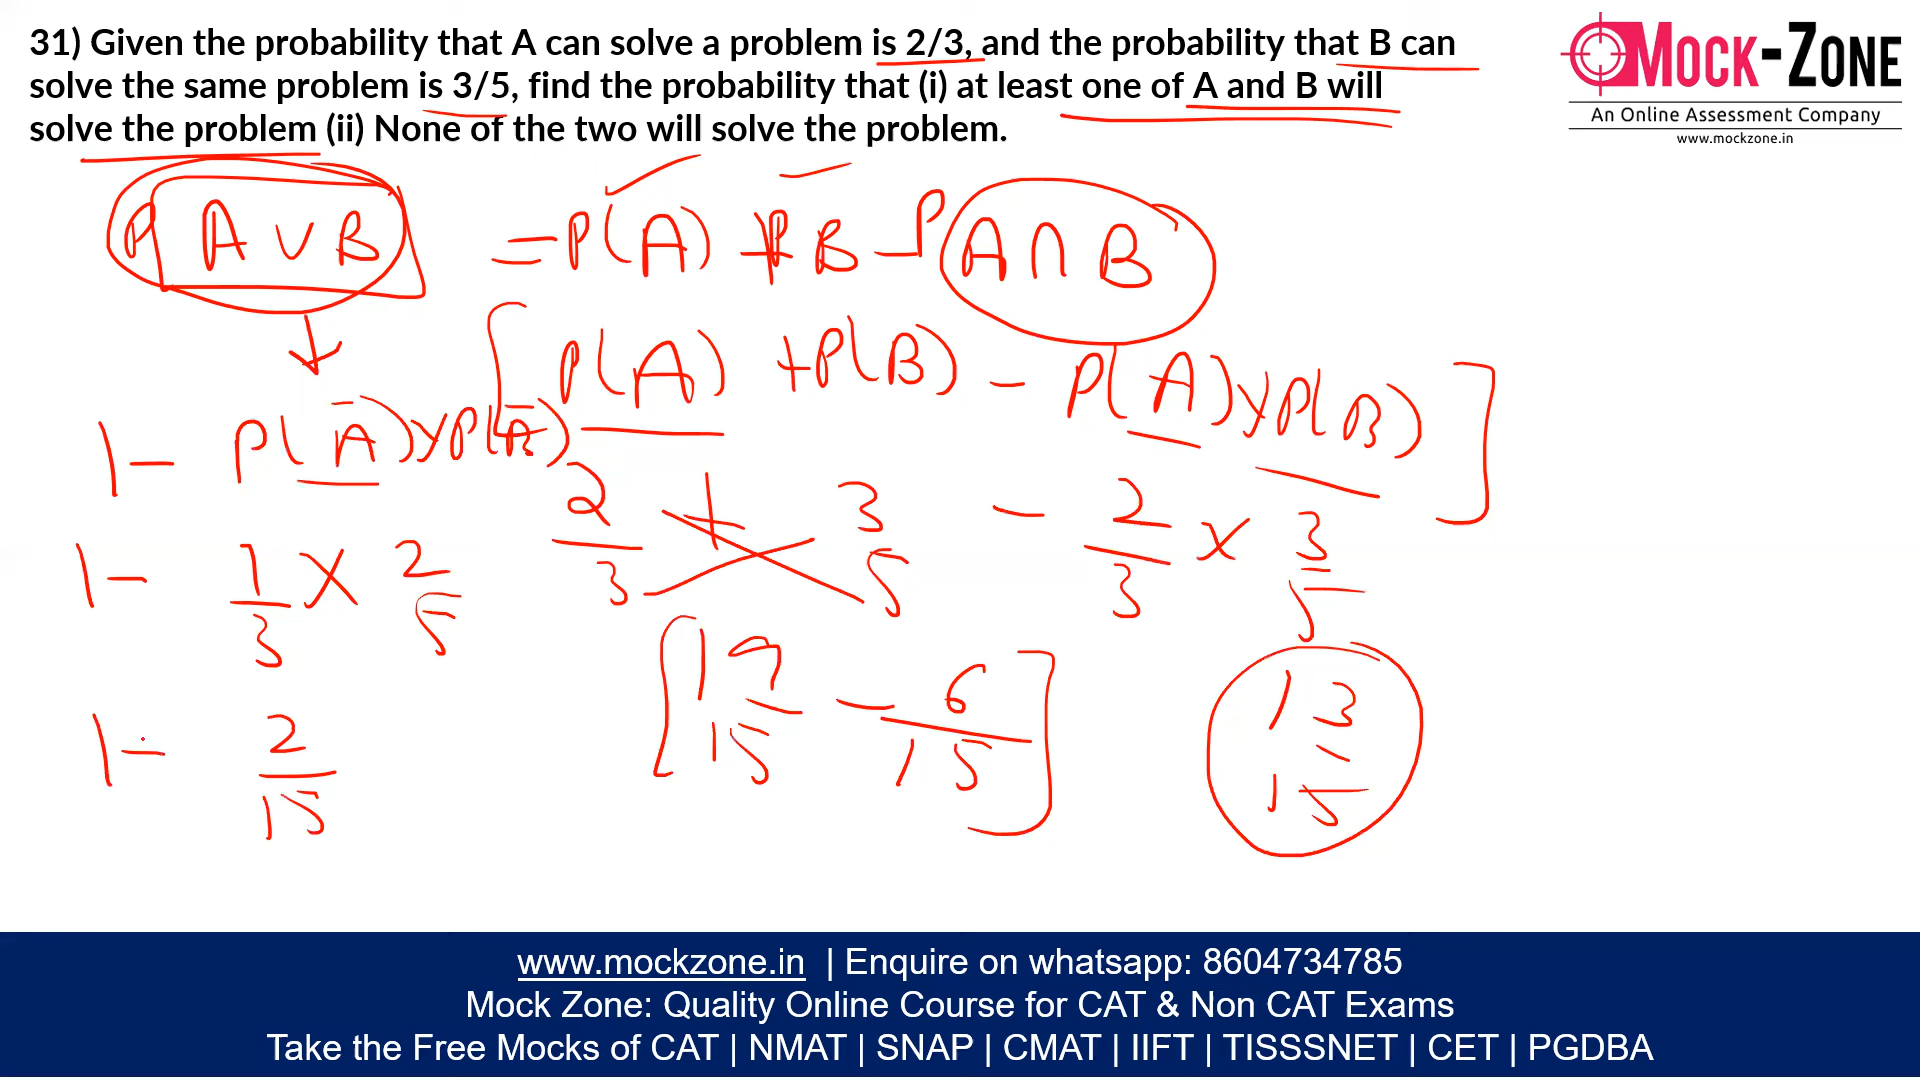 31) Given the probability that A can solve a problem is 2/3, and the probability that B can
solve the same problem is 3/5, find the probability that (i) at least one of A and B will
solve the problem (ii) None of the two will solve the problem.
MOCK-ZONE
An Online Assessment Company
www.mockzone.in
P A ∪ B = P(A) + P B - P A ∩ B
[P(A) + P(B) - P(A) x P(B)]
1 - P(A̅) x P(B̅)
2/3 + 3/5 - 2/3 x 3/5
1 - 1/3 x 2/5
[19/15 - 6/15]
13/15
1 - 2/15
www.mockzone.in | Enquire on whatsapp: 8604734785
Mock Zone: Quality Online Course for CAT & Non CAT Exams
Take the Free Mocks of CAT | NMAT | SNAP | CMAT | IIFT | TISSSNET | CET | PGDBA